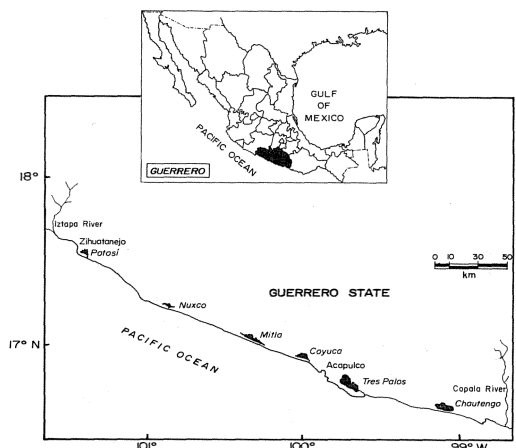 GULF
OF
MEXICO
PACIFIC OCEAN
GUERRERO
18°
Iztapa River
Zihuatanejo
Potosí
0 10 30 50
km
Nuxco
GUERRERO STATE
Mitla
17° N
PACIFIC OCEAN
Coyuca
Acapulco
Tres Palos
Copala River
Chautengo
101°
100°
99° W